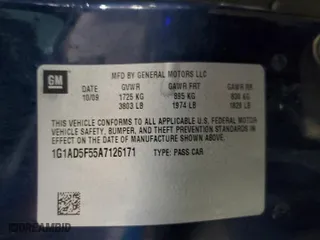 GM
MFD BY GENERAL MOTORS LLC
DATE GVWR GAWR FRT GAWR RR
10/09 1725 KG 895 KG 830 KG
3803 LB 1974 LB 1829 LB
THIS VEHICLE CONFORMS TO ALL APPLICABLE U.S. FEDERAL MOTOR
VEHICLE SAFETY, BUMPER, AND THEFT PREVENTION STANDARDS IN
EFFECT ON THE DATE OF MANUFACTURE SHOWN ABOVE.
1G1AD5F55A7126171 TYPE: PASS CAR
DREAMBID